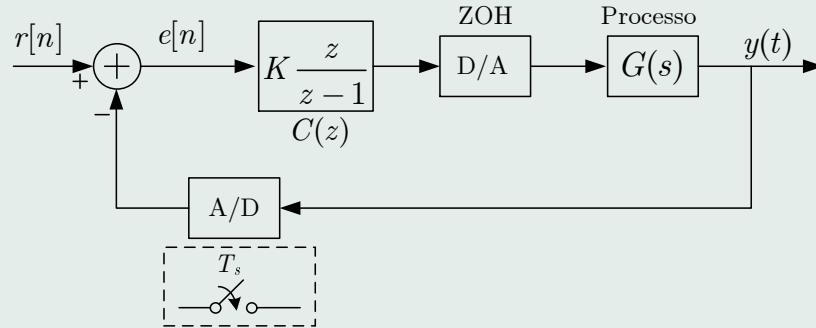 ZOH
Processo
r[n]
e[n]
y(t)
+
+
−
K z/(z − 1)
D/A
G(s)
C(z)
A/D
T_s